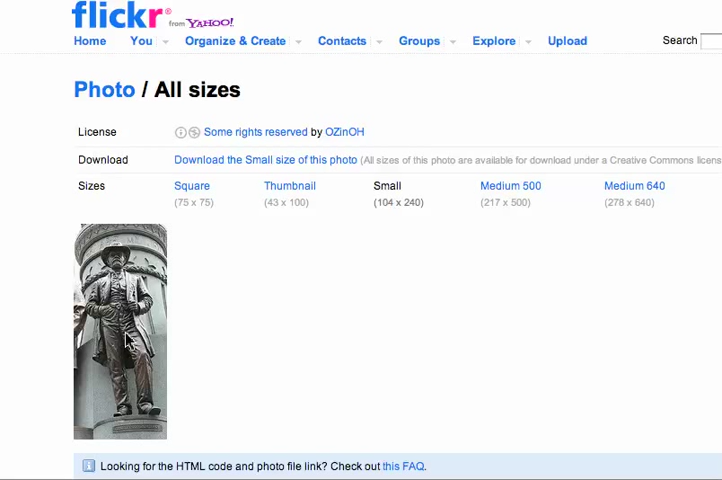 flickr® from YAHOO!
Home You Organize & Create Contacts Groups Explore Upload Search
Photo / All sizes
License Some rights reserved by OZinOH
Download Download the Small size of this photo (All sizes of this photo are available for download under a Creative Commons licens
Sizes Square Thumbnail Small Medium 500 Medium 640
(75 x 75) (43 x 100) (104 x 240) (217 x 500) (278 x 640)
Looking for the HTML code and photo file link? Check out this FAQ.